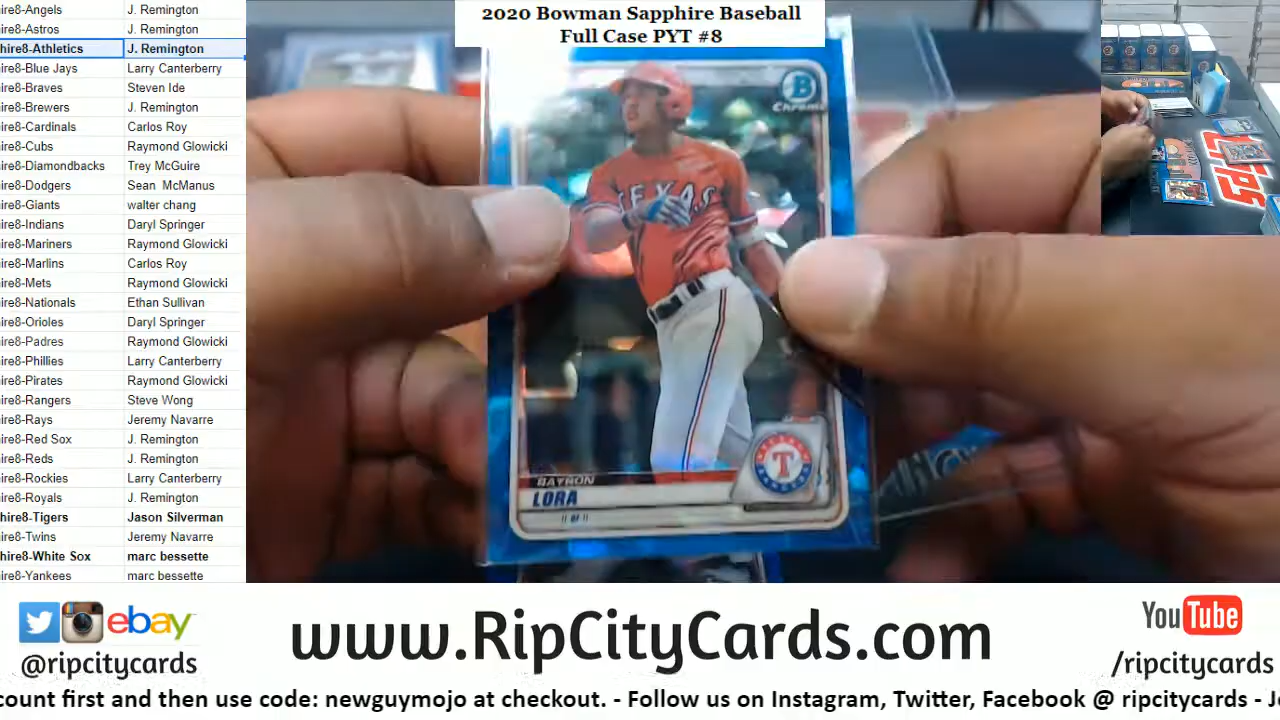 2020 Bowman Sapphire Baseball
Full Case PYT #8
ire8-Angels J. Remington
ire8-Astros J. Remington
hire8-Athletics J. Remington
ire8-Blue Jays Larry Canterberry
ire8-Braves Steven Ide
ire8-Brewers J. Remington
ire8-Cardinals Carlos Roy
ire8-Cubs Raymond Glowicki
ire8-Diamondbacks Trey McGuire
ire8-Dodgers Sean McManus
ire8-Giants walter chang
ire8-Indians Daryl Springer
ire8-Mariners Raymond Glowicki
ire8-Marlins Carlos Roy
ire8-Mets Raymond Glowicki
ire8-Nationals Ethan Sullivan
ire8-Orioles Daryl Springer
ire8-Padres Raymond Glowicki
ire8-Phillies Larry Canterberry
ire8-Pirates Raymond Glowicki
ire8-Rangers Steve Wong
ire8-Rays Jeremy Navarre
ire8-Red Sox J. Remington
ire8-Reds J. Remington
ire8-Rockies Larry Canterberry
ire8-Royals J. Remington
hire8-Tigers Jason Silverman
ire8-Twins Jeremy Navarre
hire8-White Sox marc bessette
ire8-Yankees marc bessette
B
Chrome
TEXAS
T
BAYRON
LORA
OF
ebay
@ripcitycards
www.RipCityCards.com
YouTube
/ripcitycards
count first and then use code: newguymojo at checkout. - Follow us on Instagram, Twitter, Facebook @ ripcitycards - Jo